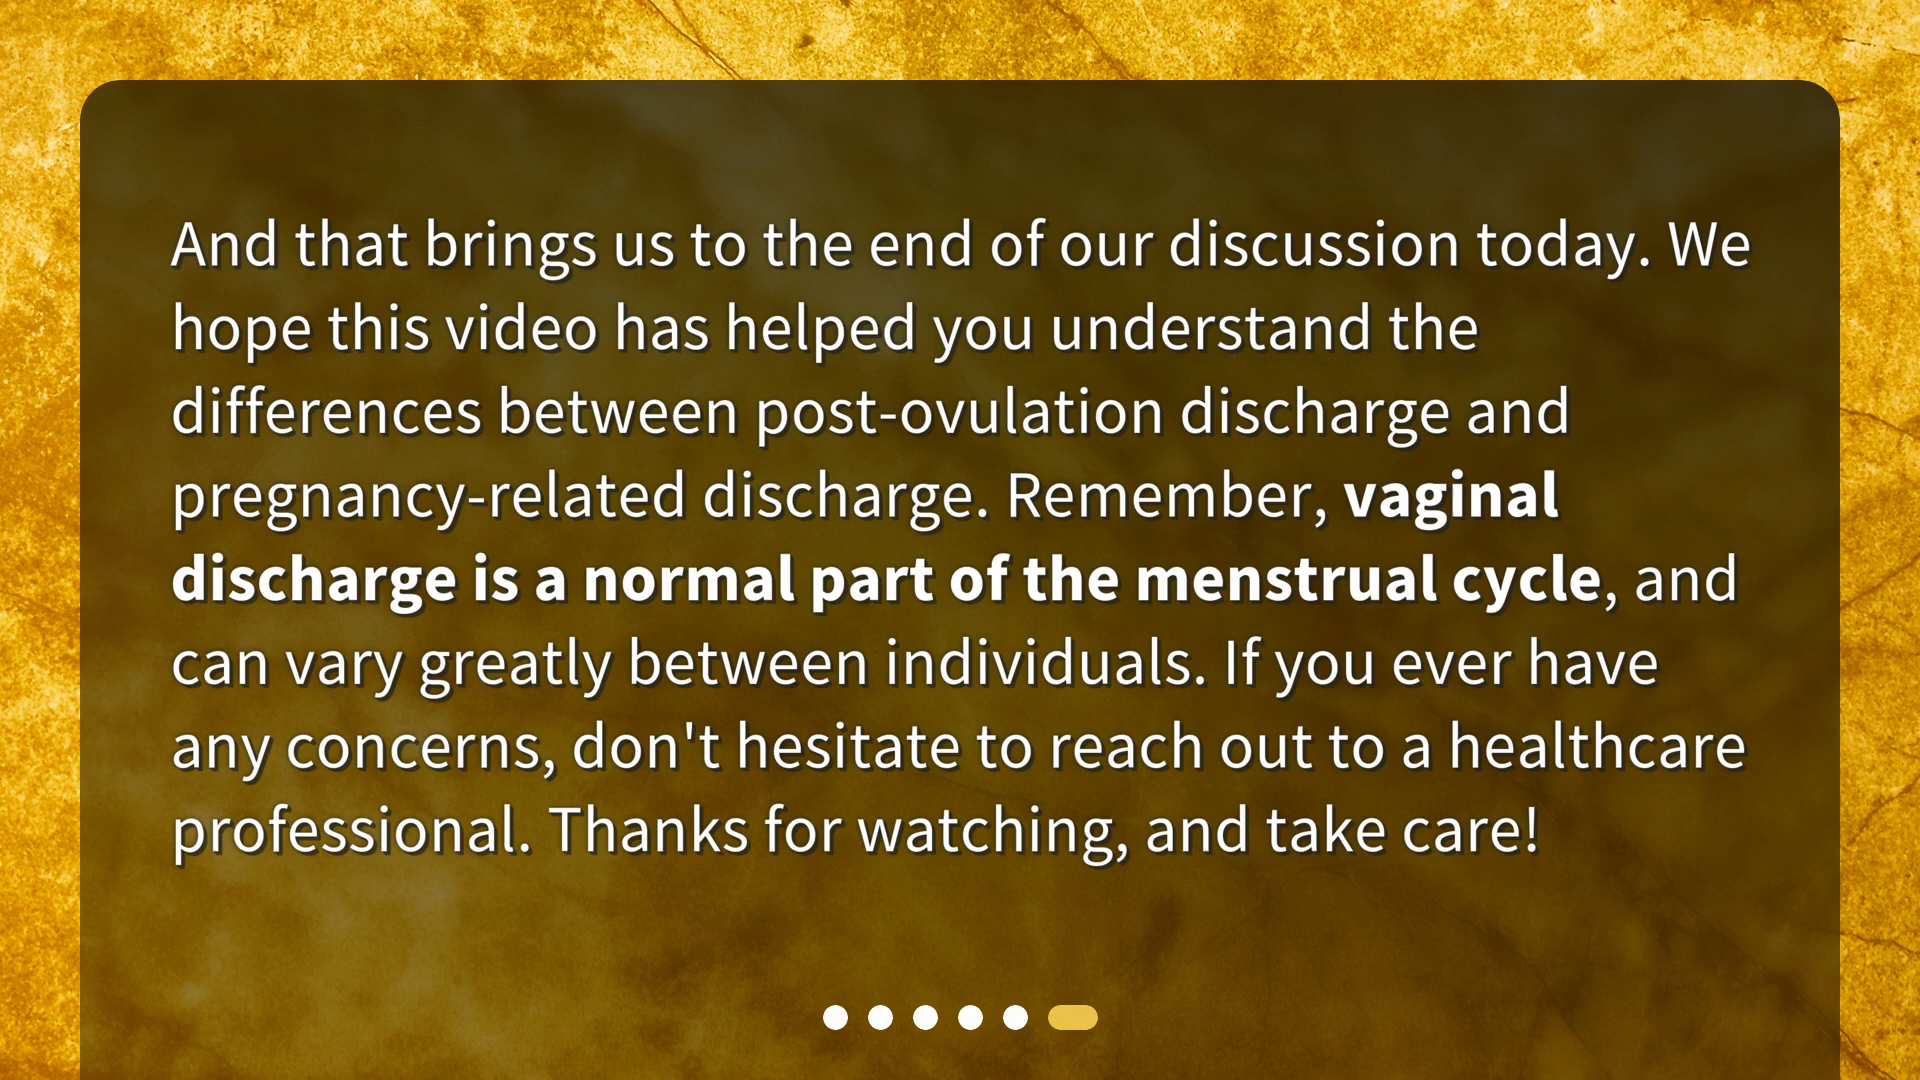 And that brings us to the end of our discussion today. We
hope this video has helped you understand the
differences between post-ovulation discharge and
pregnancy-related discharge. Remember, vaginal
discharge is a normal part of the menstrual cycle, and
can vary greatly between individuals. If you ever have
any concerns, don't hesitate to reach out to a healthcare
professional. Thanks for watching, and take care!